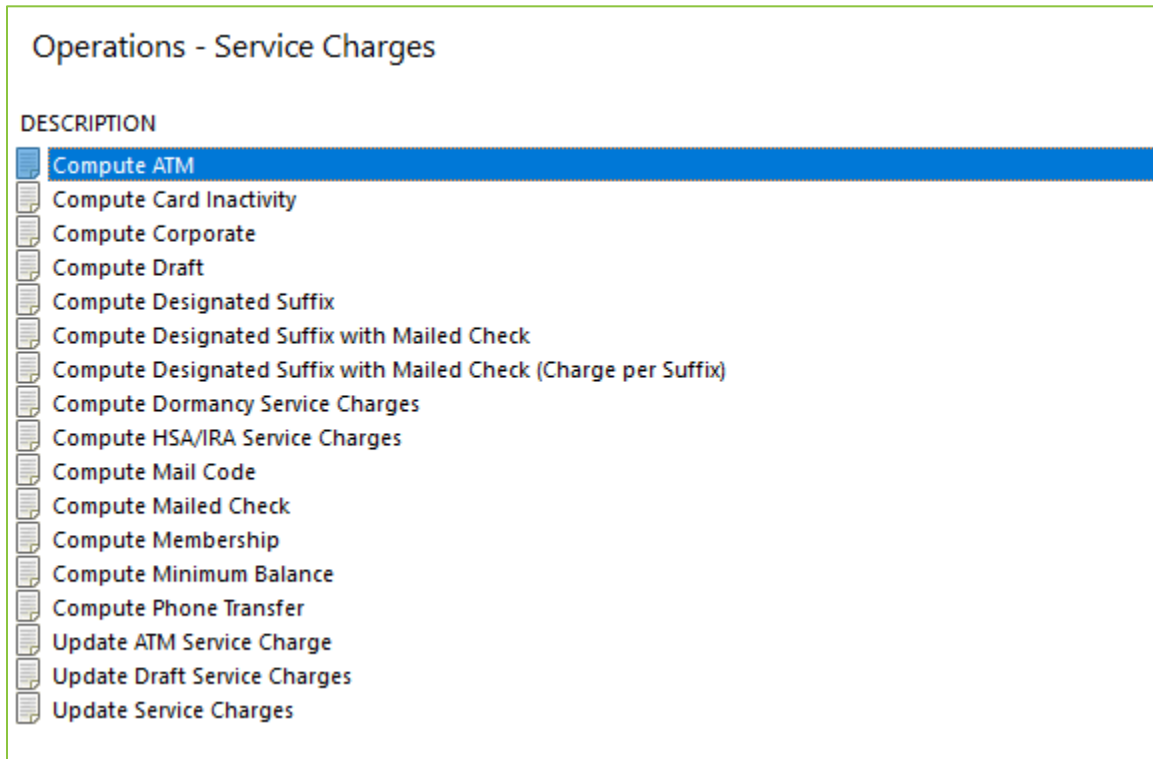 Operations - Service Charges
DESCRIPTION
Compute ATM
Compute Card Inactivity
Compute Corporate
Compute Draft
Compute Designated Suffix
Compute Designated Suffix with Mailed Check
Compute Designated Suffix with Mailed Check (Charge per Suffix)
Compute Dormancy Service Charges
Compute HSA/IRA Service Charges
Compute Mail Code
Compute Mailed Check
Compute Membership
Compute Minimum Balance
Compute Phone Transfer
Update ATM Service Charge
Update Draft Service Charges
Update Service Charges